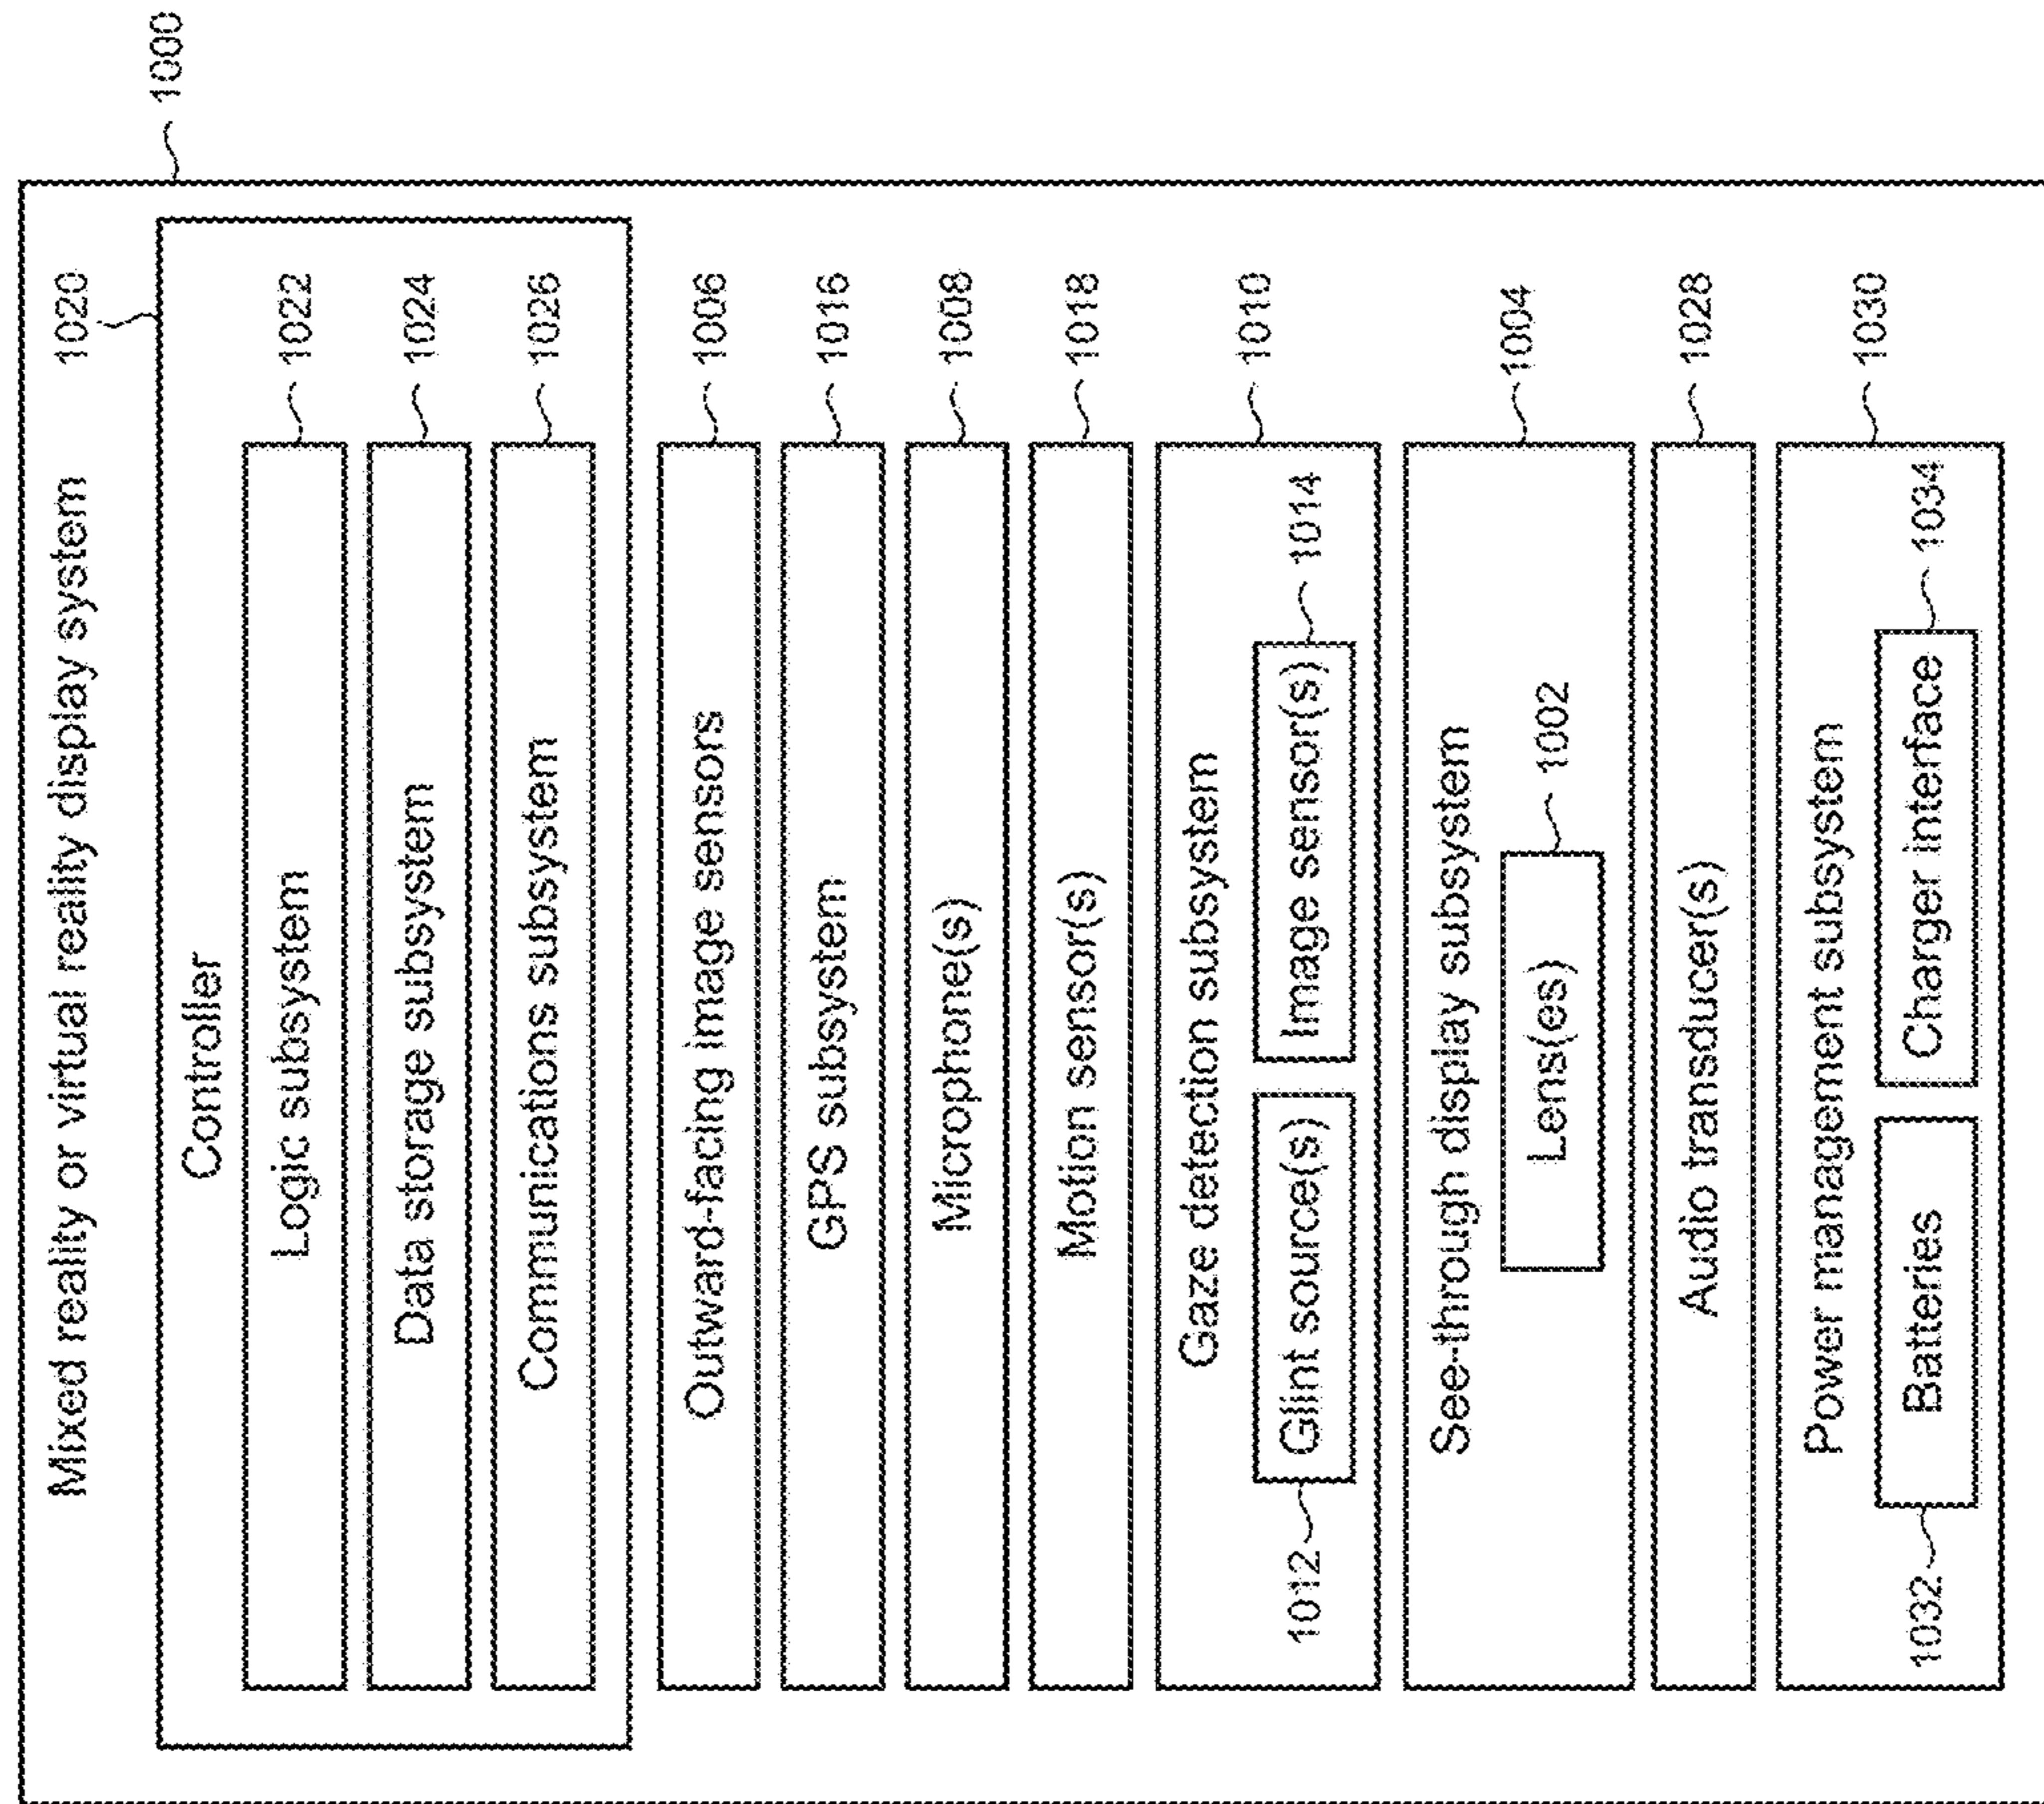 1000
Mixed reality or virtual reality display system 1020
Controller
Logic subsystem 1022
Data storage subsystem 1024
Communications subsystem 1026
Outward-facing image sensors 1006
GPS subsystem 1016
Microphone(s) 1008
Motion sensor(s) 1018
Gaze detection subsystem 1010
1012 Glint source(s) Image sensor(s) 1014
See-through display subsystem 1004
Lens(es) 1002
Audio transducer(s) 1028
Power management subsystem 1030
1032 Batteries Charger interface 1034